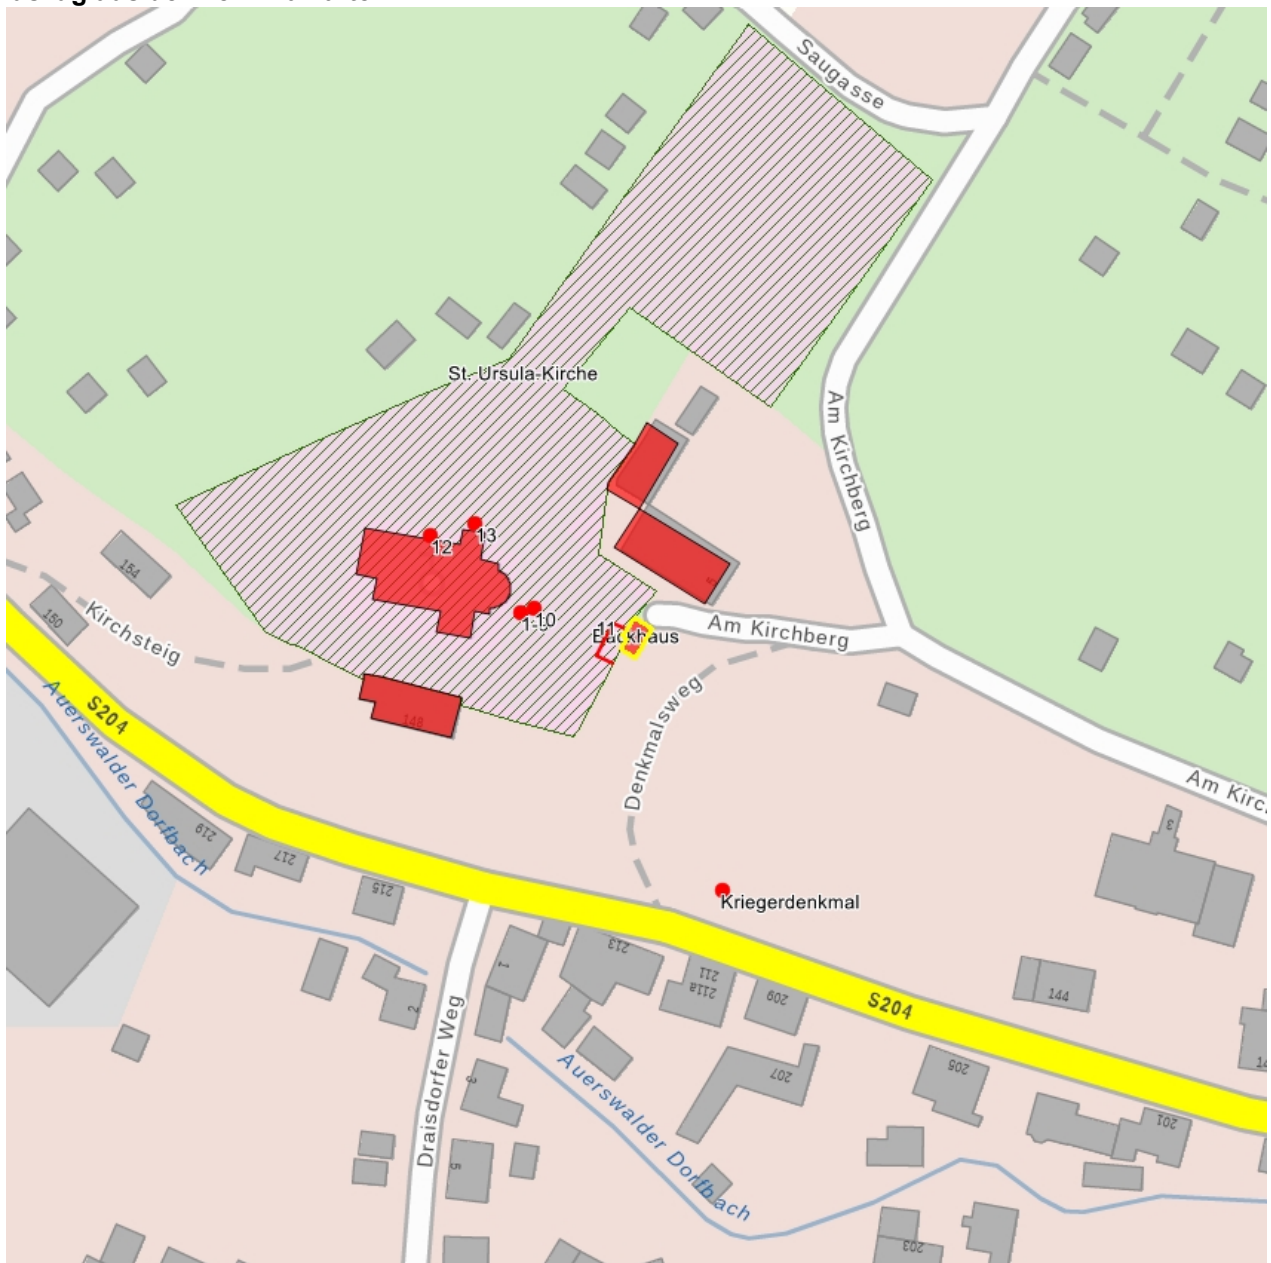 Saugasse
St. Ursula-Kirche
Am Kirchberg
12
13
154
5
10
150
Kirchsteig
11
Backhaus
Am Kirchberg
Auerswalder Dorfbach
S204
148
Denkmalsweg
Am Kirc
219
217
3
215
Kriegerdenkmal
213
1
211
211a
209
S204
144
2
Draisdorfer Weg
205
3
207
Auerswalder Dorfbach
201
5
203